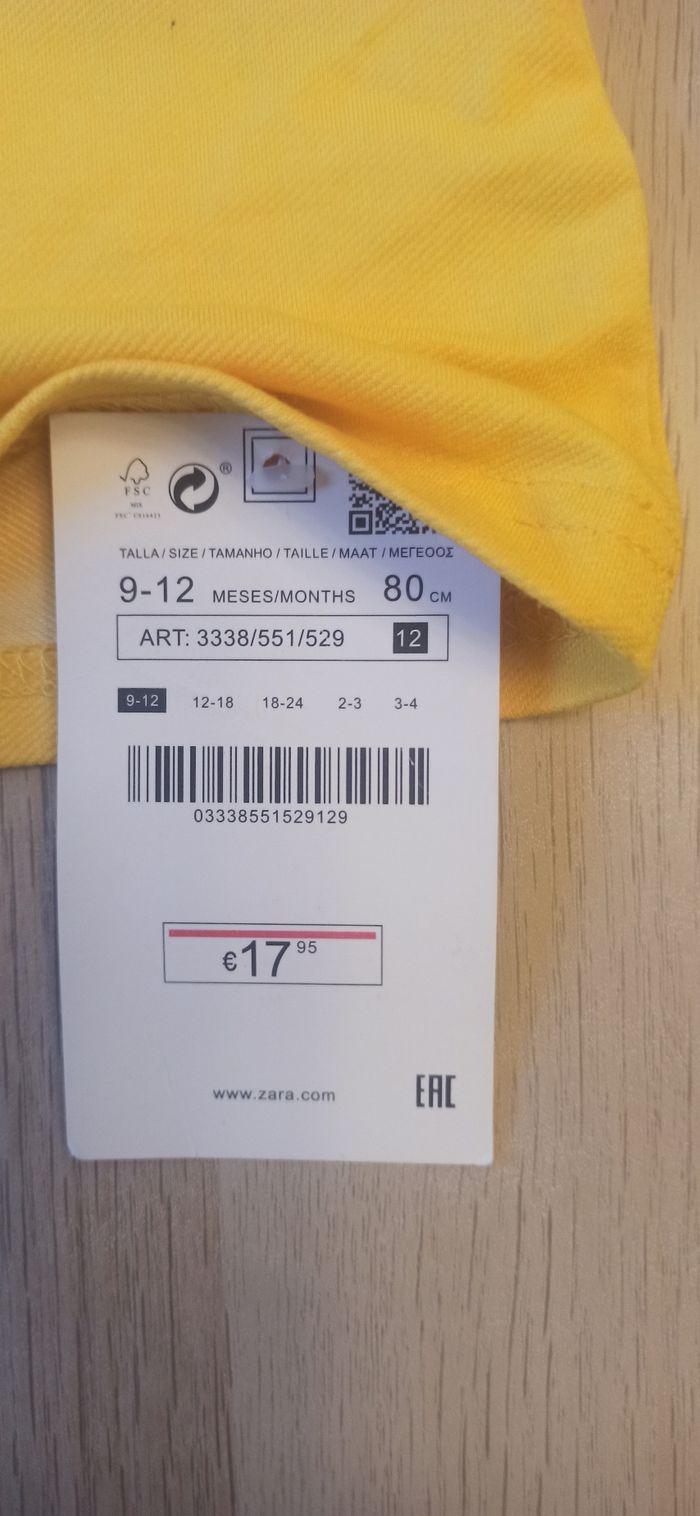 ®
FSC
MIX
TALLA / SIZE / TAMANHO / TAILLE / MAAT / ΜΕΓΕΘΟΣ
9-12 MESES/MONTHS 80 CM
ART: 3338/551/529 12
9-12 12-18 18-24 2-3 3-4
03338551529129
€17 95
www.zara.com EAC